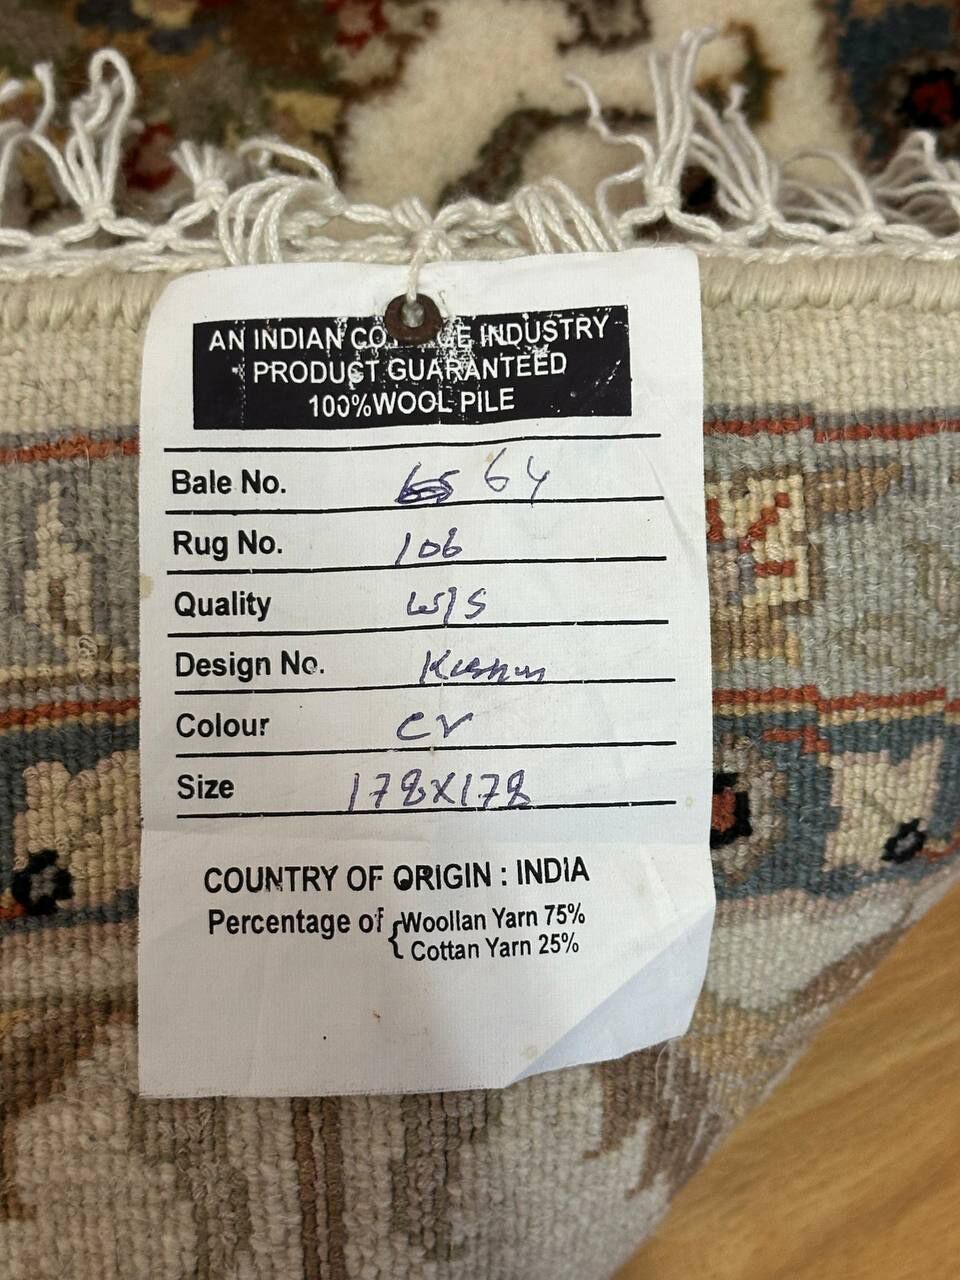 AN INDIAN COTTAGE INDUSTRY
PRODUCT GUARANTEED
100%WOOL PILE
Bale No. 64
Rug No. 106
Quality W/S
Design No.
Colour CR
Size 178X178
COUNTRY OF ORIGIN : INDIA
Percentage of { Woollan Yarn 75%
Cottan Yarn 25%